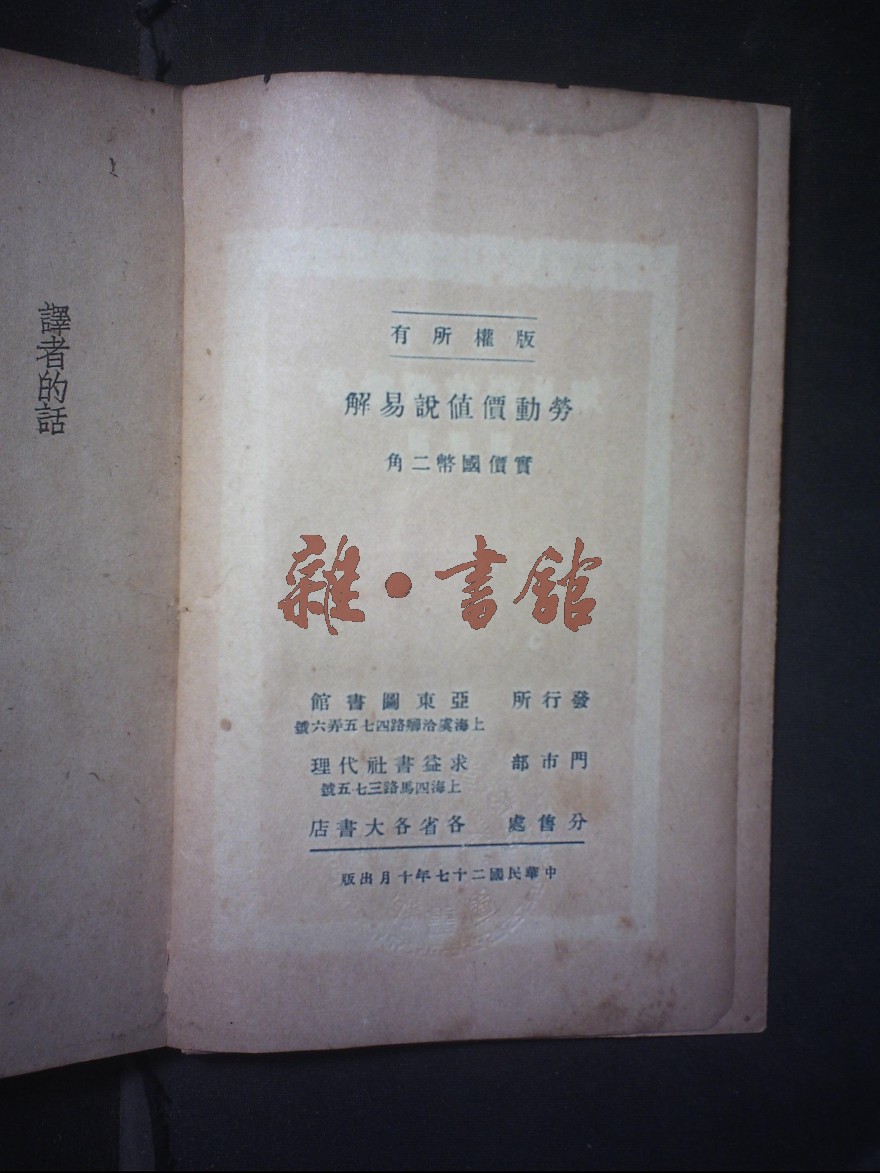 版權所有
勞動價值說易解
實價國幣二角
雜·書館
發行所 亞東圖書館
上海虞洽卿路四七五弄六號
門市部 求益書社代理
上海四馬路三七五號
分售處 各省各大書店
中華民國二十七年十月出版
譯者的話